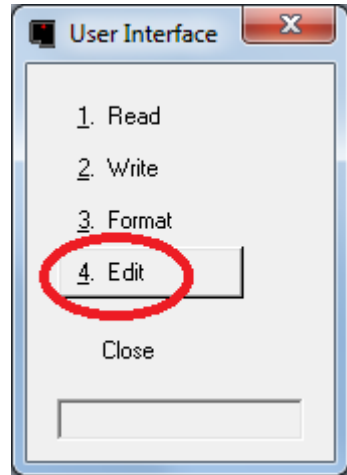 User Interface
1. Read
2. Write
3. Format
4. Edit
Close